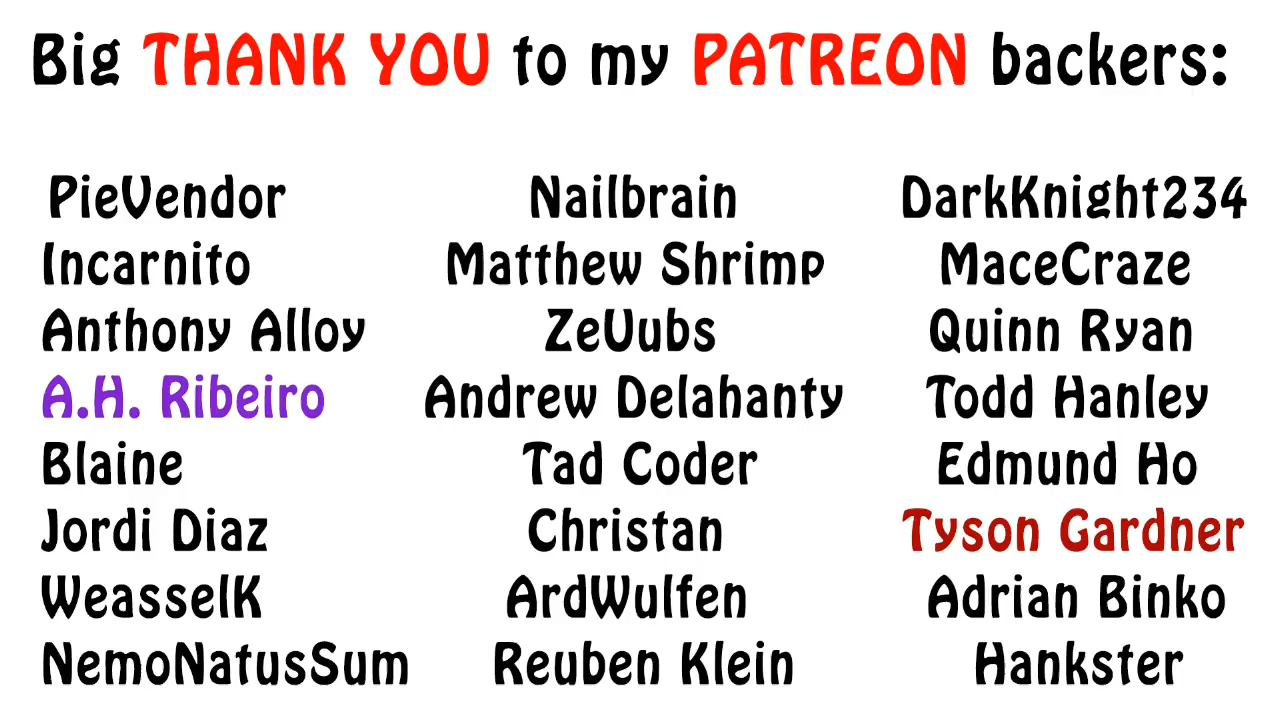 Big THANK YOU to my PATREON backers:
PieVendor Nailbrain DarkKnight234
Incarnito Matthew Shrimp MaceCraze
Anthony Alloy ZeUubs Quinn Ryan
A.H. Ribeiro Andrew Delahanty Todd Hanley
Blaine Tad Coder Edmund Ho
Jordi Diaz Christan Tyson Gardner
WeasselK ArdWulfen Adrian Binko
NemoNatusSum Reuben Klein Hankster